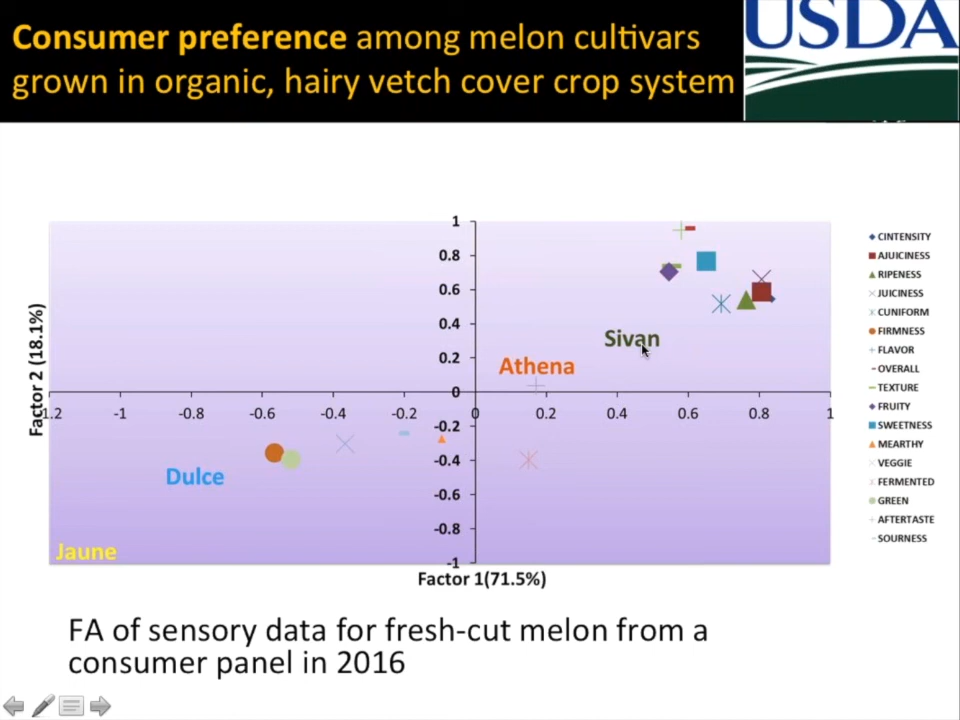 Consumer preference among melon cultivars
grown in organic, hairy vetch cover crop system
USDA
1
0.8
0.6
0.4
0.2
0
-0.2
-0.4
-0.6
-0.8
-1
Factor 2 (18.1%)
-1.2 -1 -0.8 -0.6 -0.4 -0.2 0 0.2 0.4 0.6 0.8 1
Factor 1(71.5%)
Sivan
Athena
Dulce
Jaune
CINTENSITY
AJUICINESS
RIPENESS
JUICINESS
CUNIFORM
FIRMNESS
FLAVOR
OVERALL
TEXTURE
FRUITY
SWEETNESS
MEARTHY
VEGGIE
FERMENTED
GREEN
AFTERTASTE
SOURNESS
FA of sensory data for fresh-cut melon from a
consumer panel in 2016